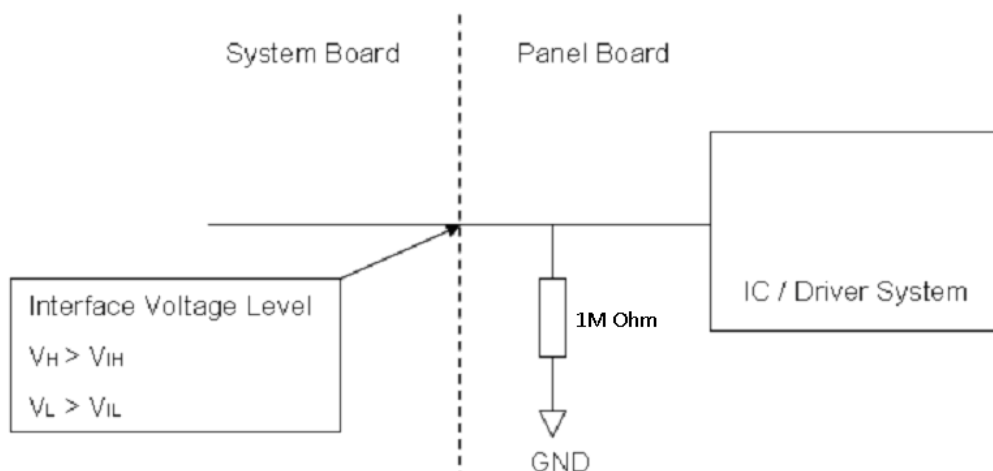 System Board
Panel Board
Interface Voltage Level
VH > VIH
VL > VIL
1M Ohm
IC / Driver System
GND